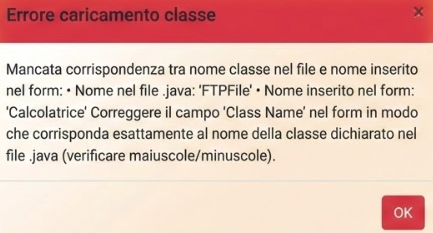 Errore caricamento classe
×
Mancata corrispondenza tra nome classe nel file e nome inserito
nel form: • Nome nel file .java: 'FTPFile' • Nome inserito nel form:
'Calcolatrice' Correggere il campo 'Class Name' nel form in modo
che corrisponda esattamente al nome della classe dichiarato nel
file .java (verificare maiuscole/minuscole).
OK